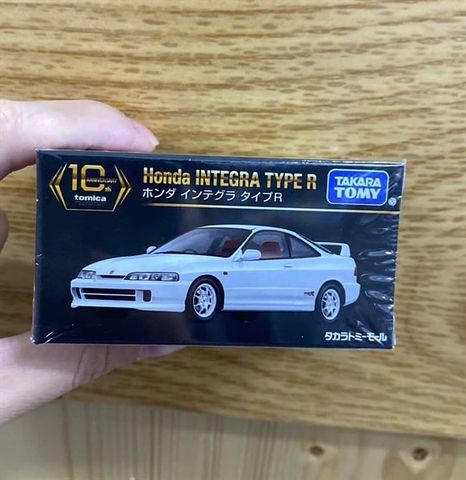 10th
ANNIVERSARY
tomica
Honda INTEGRA TYPE R
ホンダ インテグラ タイプR
TAKARA
TOMY
タカラトミーモール